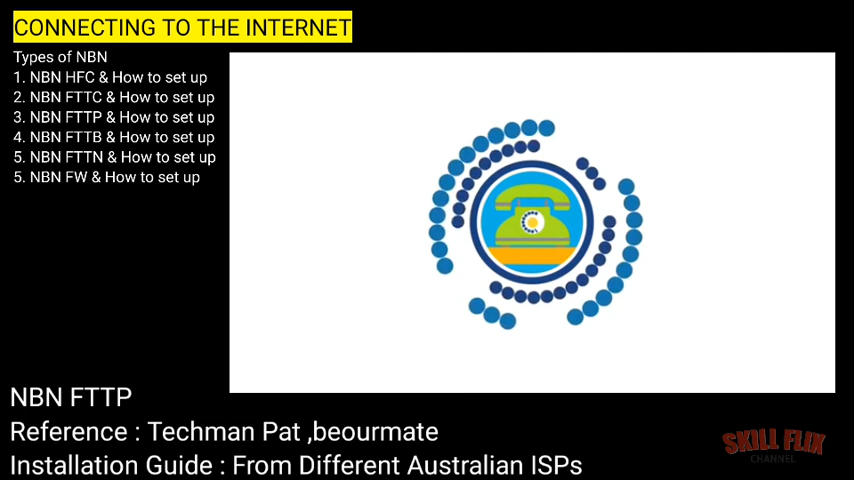 CONNECTING TO THE INTERNET
Types of NBN
1. NBN HFC & How to set up
2. NBN FTTC & How to set up
3. NBN FTTP & How to set up
4. NBN FTTB & How to set up
5. NBN FTTN & How to set up
5. NBN FW & How to set up
NBN FTTP
Reference : Techman Pat ,beourmate
Installation Guide : From Different Australian ISPs
SKILL FLIX
CHANNEL